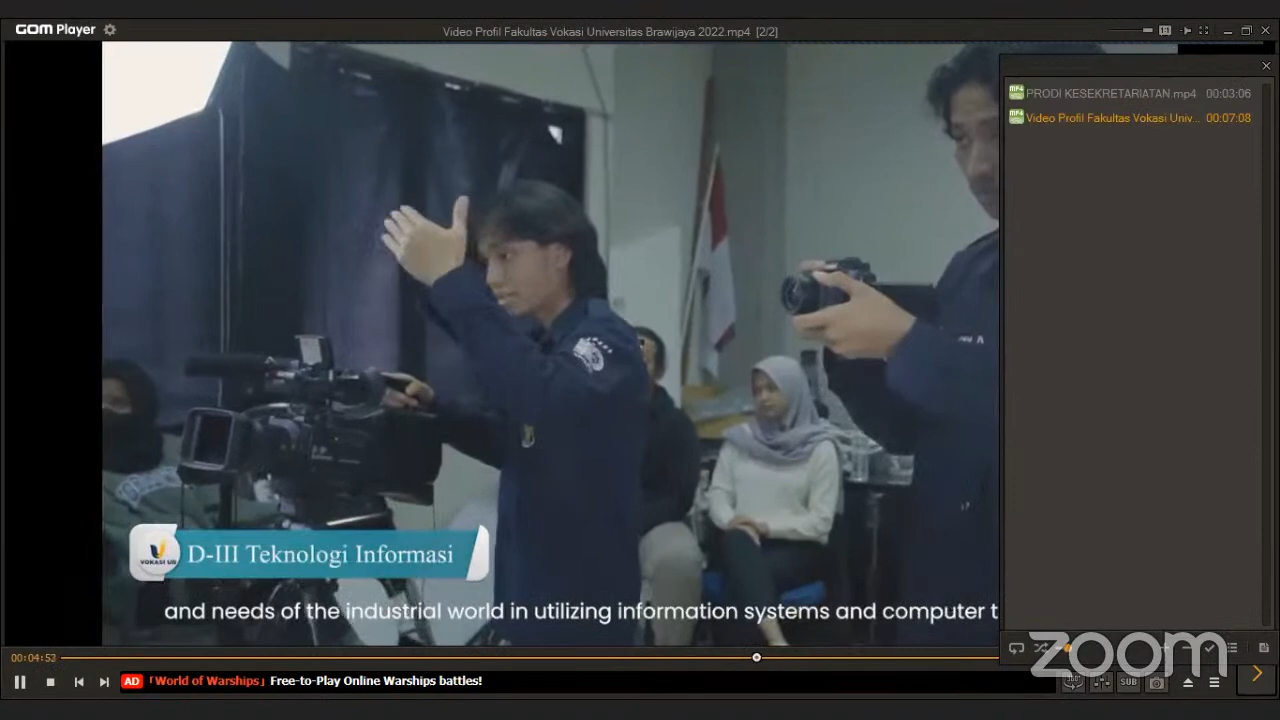 GOM Player
Video Profil Fakultas Vokasi Universitas Brawijaya 2022.mp4 [2/2]
PRODI KESEKRETARIATAN.mp4 00:03:06
Video Profil Fakultas Vokasi Univ... 00:07:08
VOKASI UB
D-III Teknologi Informasi
and needs of the industrial world in utilizing information systems and computer t
zoom
00:04:53
AD 「World of Warships」 Free-to-Play Online Warships battles!
360°
SUB